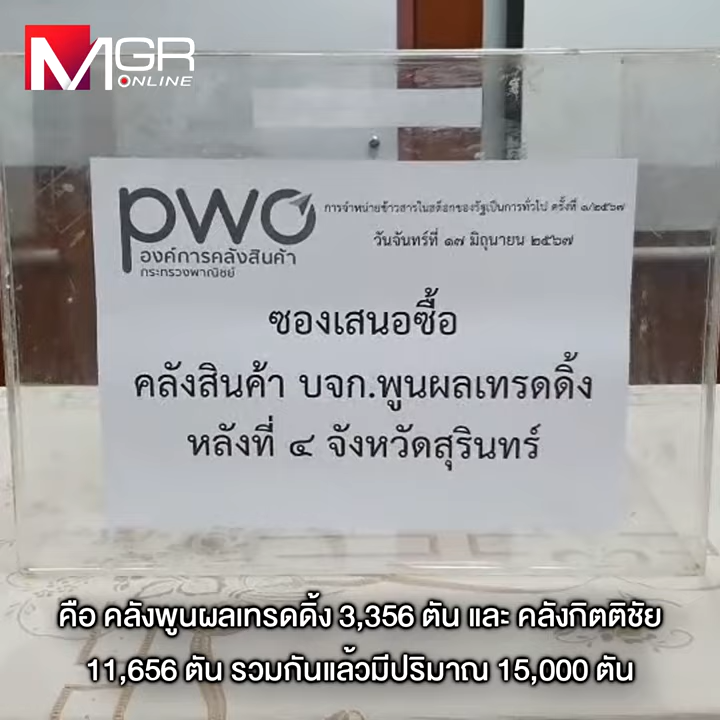 MGR
ONLINE
pwo
องค์การคลังสินค้า
กระทรวงพาณิชย์
การจำหน่ายข้าวสารในสต็อกของรัฐเป็นการทั่วไป ครั้งที่ ๑/๒๕๖๗
วันจันทร์ที่ ๑๗ มิถุนายน ๒๕๖๗
ซองเสนอซื้อ
คลังสินค้า บจก.พูนผลเทรดดิ้ง
หลังที่ ๔ จังหวัดสุรินทร์
คือ คลังพูนผลเทรดดิ้ง 3,356 ตัน และ คลังกิตติชัย
11,656 ตัน รวมกันแล้วมีปริมาณ 15,000 ตัน